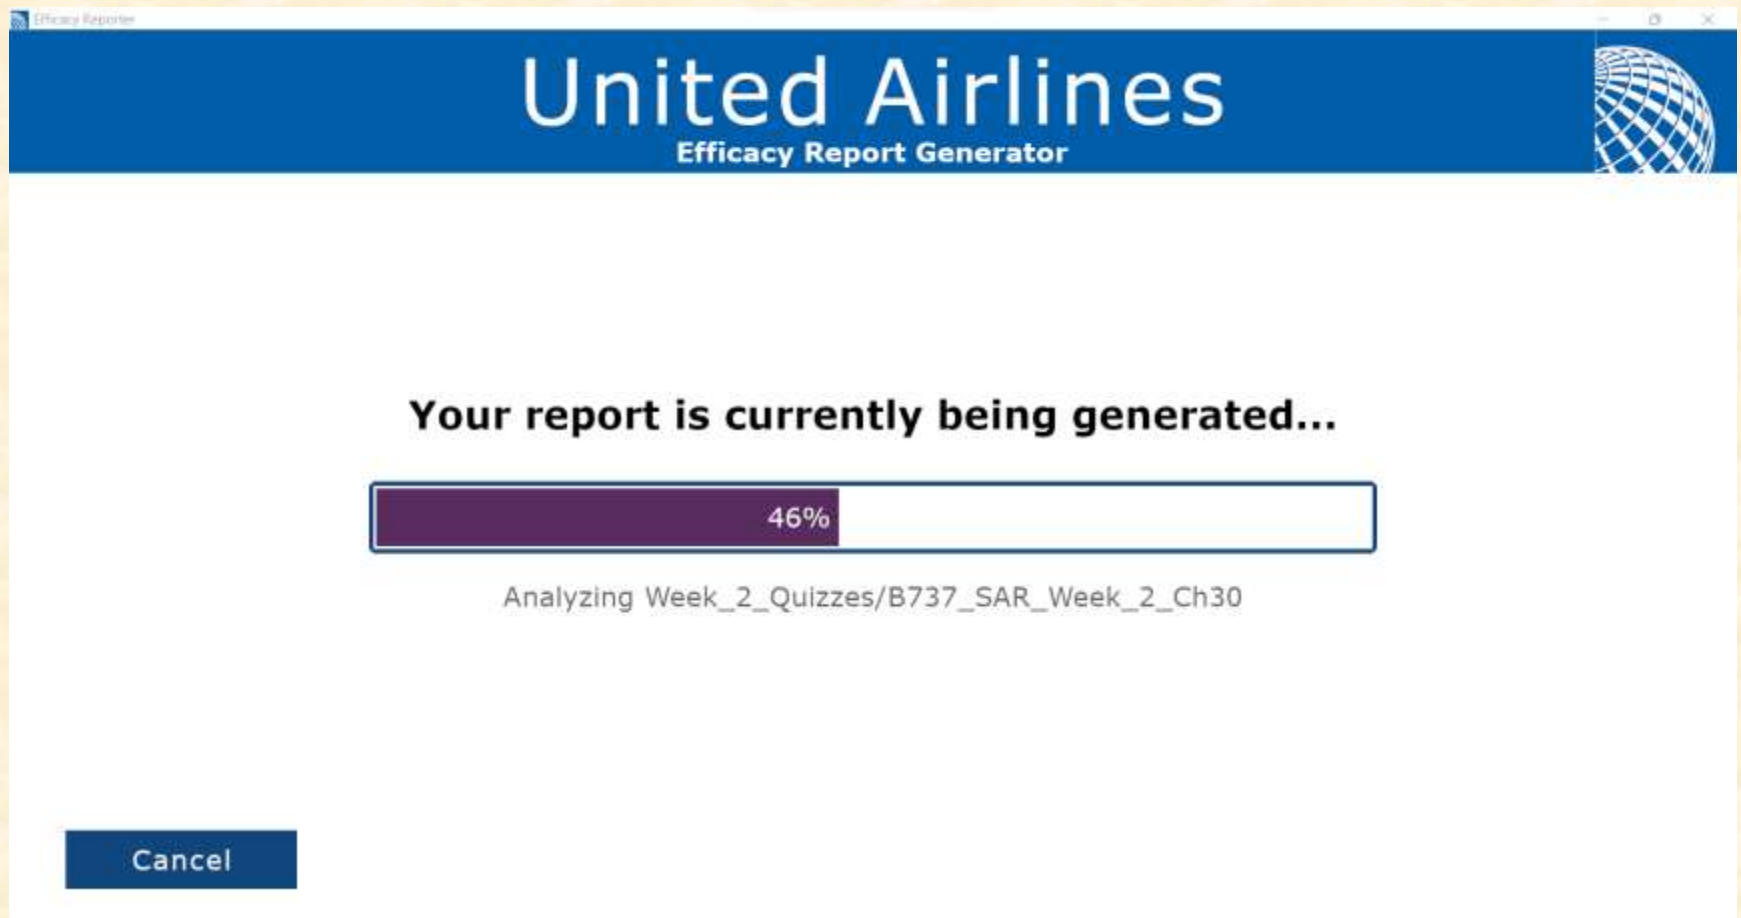 Efficacy Reporter
United Airlines
Efficacy Report Generator
Your report is currently being generated...
46%
Analyzing Week_2_Quizzes/B737_SAR_Week_2_Ch30
Cancel